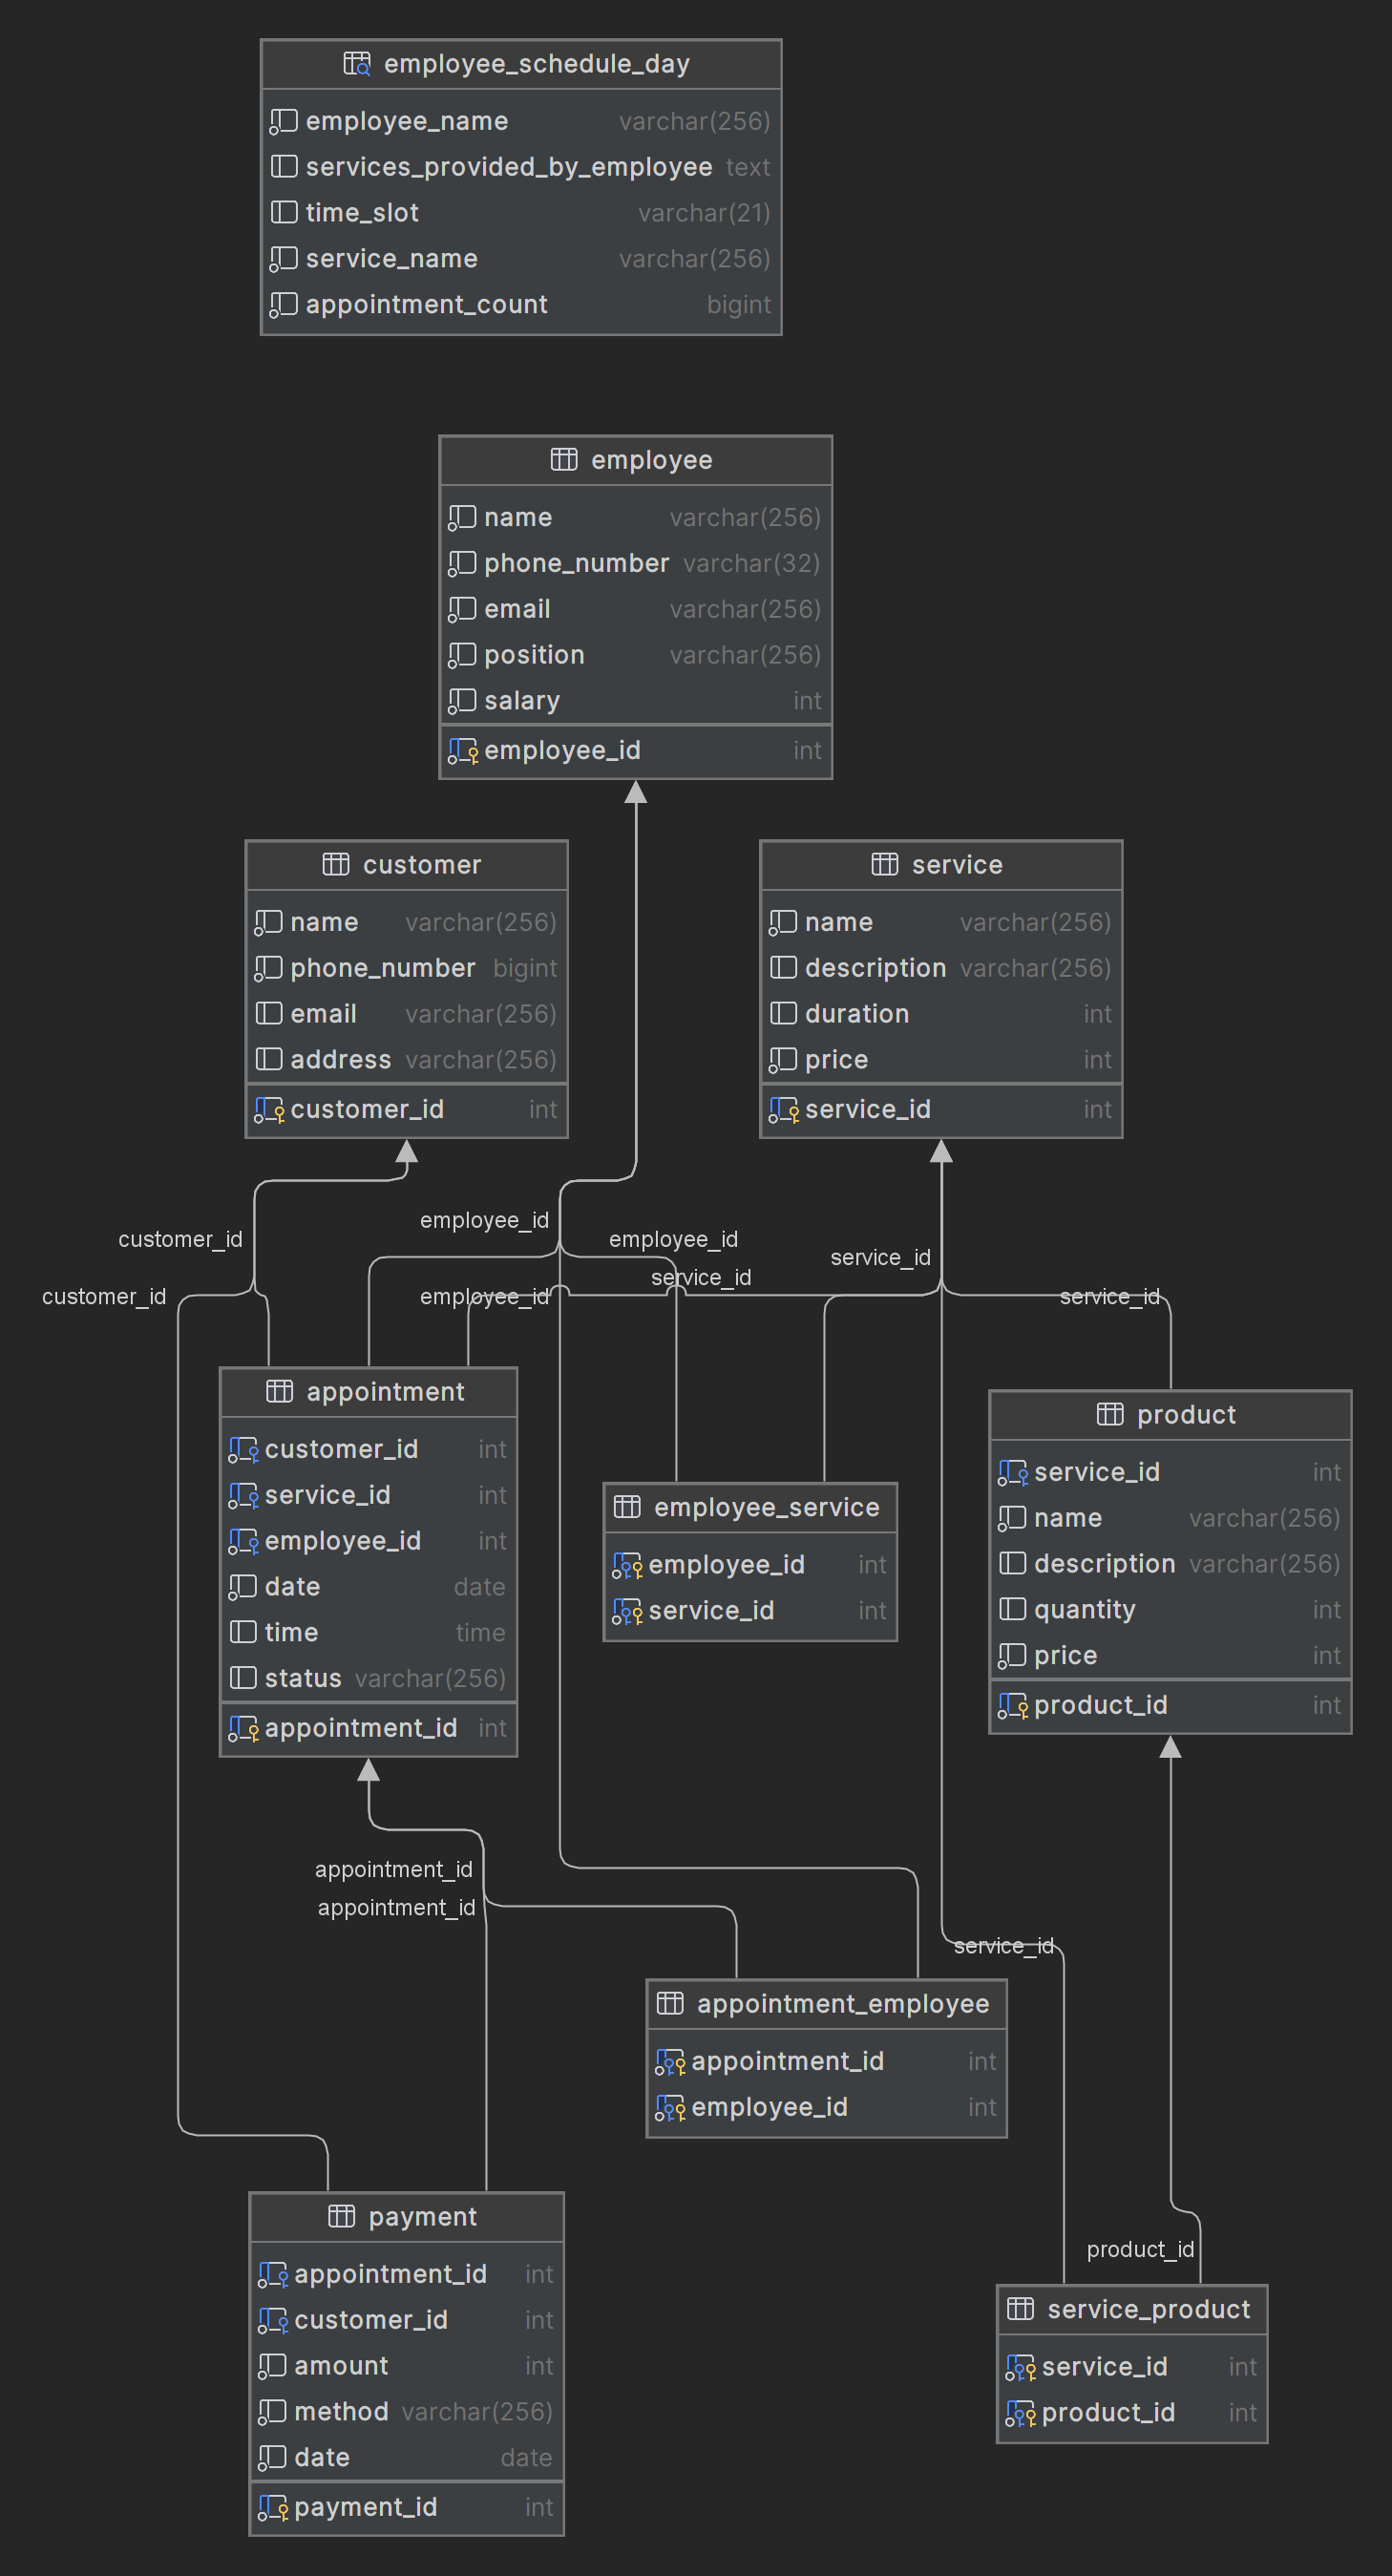 employee_schedule_day
employee_name varchar(256)
services_provided_by_employee text
time_slot varchar(21)
service_name varchar(256)
appointment_count bigint
employee
name varchar(256)
phone_number varchar(32)
email varchar(256)
position varchar(256)
salary int
employee_id int
customer
name varchar(256)
phone_number bigint
email varchar(256)
address varchar(256)
customer_id int
service
name varchar(256)
description varchar(256)
duration int
price int
service_id int
employee_id
customer_id
employee_id
service_id
service_id
customer_id
employee_id
service_id
appointment
customer_id int
service_id int
employee_id int
date date
time time
status varchar(256)
appointment_id int
employee_service
employee_id int
service_id int
product
service_id int
name varchar(256)
description varchar(256)
quantity int
price int
product_id int
appointment_id
appointment_id
service_id
appointment_employee
appointment_id int
employee_id int
payment
appointment_id int
customer_id int
amount int
method varchar(256)
date date
payment_id int
product_id
service_product
service_id int
product_id int